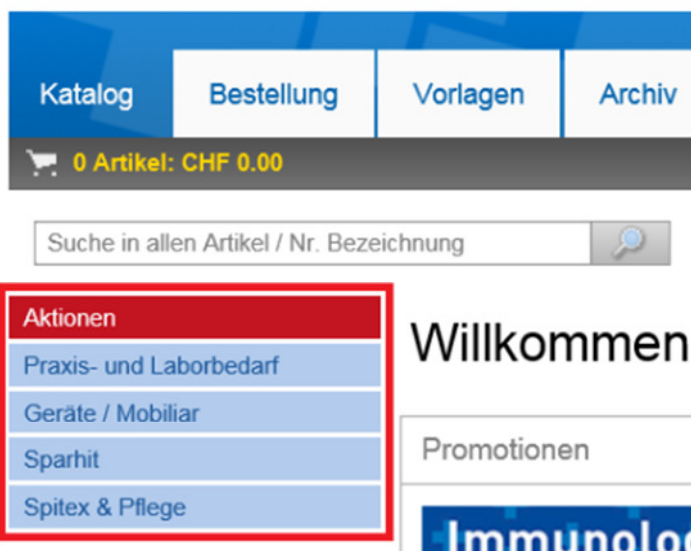 Katalog Bestellung Vorlagen Archiv
0 Artikel: CHF 0.00
Suche in allen Artikel / Nr. Bezeichnung
Aktionen
Praxis- und Laborbedarf
Geräte / Mobiliar
Sparhit
Spitex & Pflege
Willkommen
Promotionen